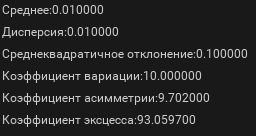 Среднее:0.010000
Дисперсия:0.010000
Среднеквадратичное отклонение:0.100000
Коэффициент вариации:10.000000
Коэффициент асимметрии:9.702000
Коэффициент эксцесса:93.059700